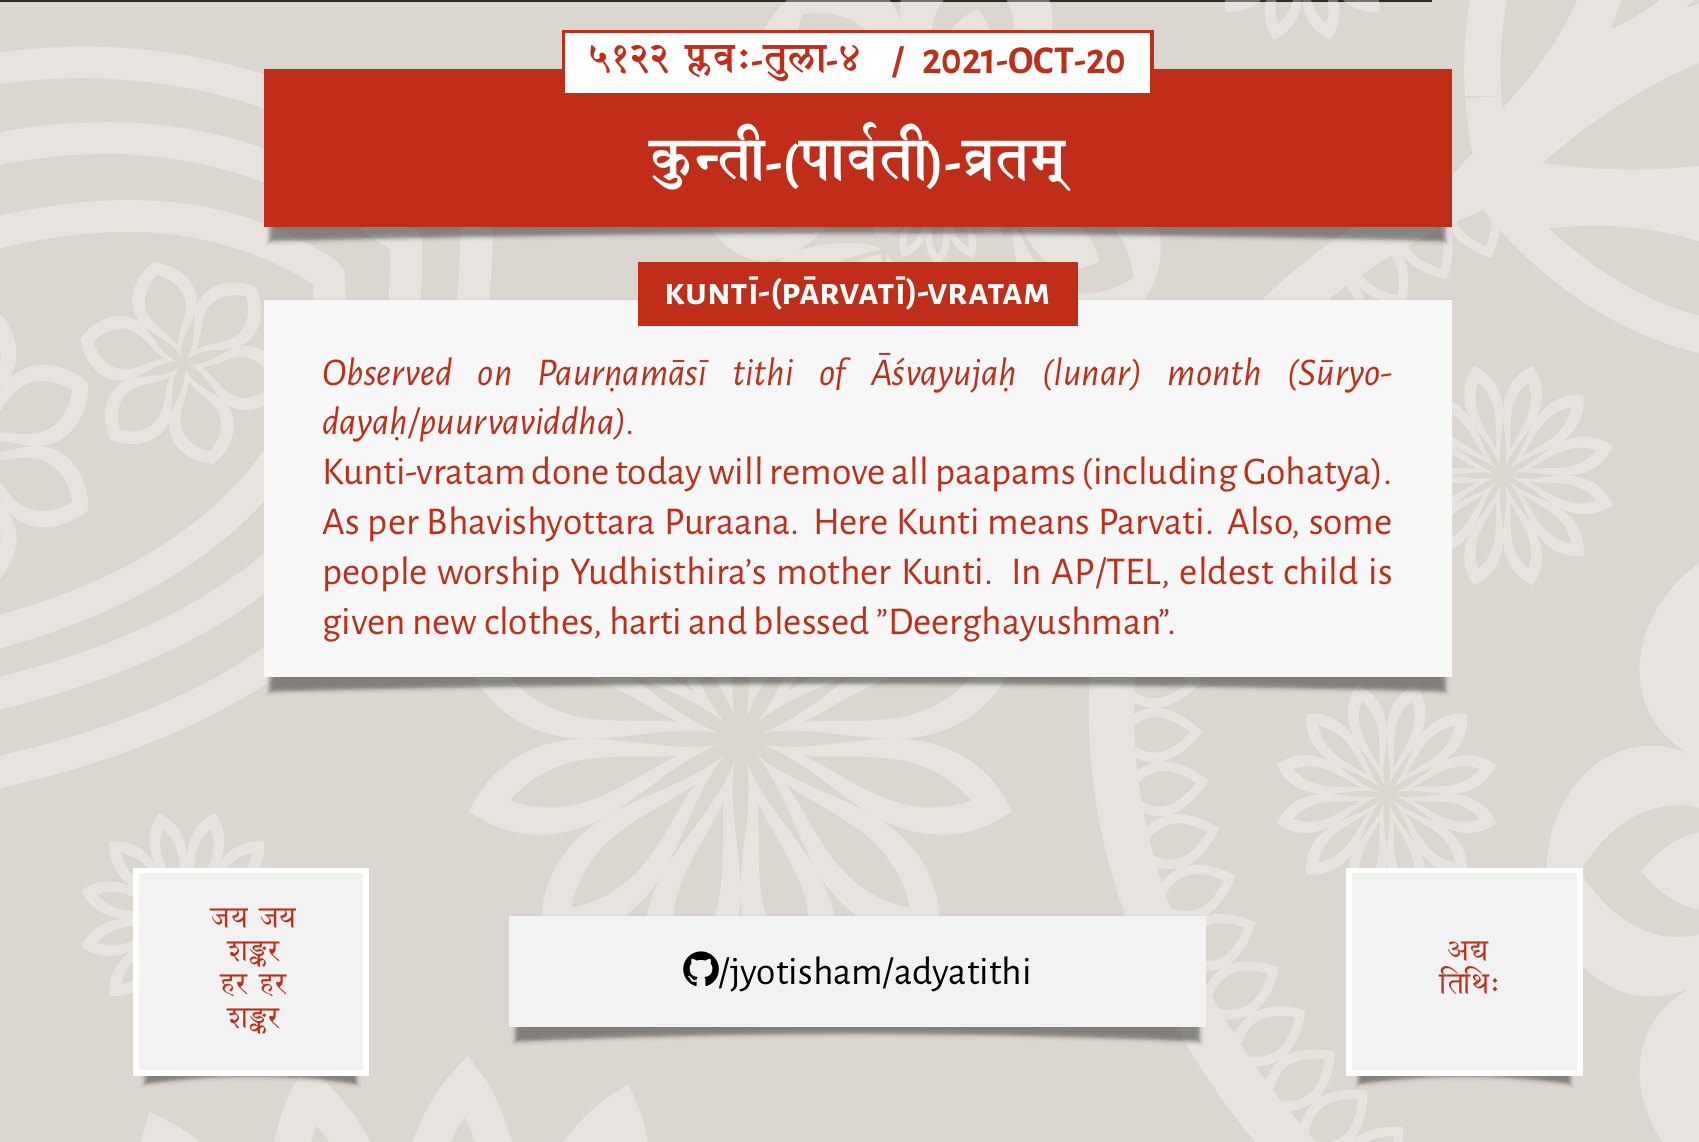 ५१२२ प्लवः-तुला-४ / 2021-OCT-20
कुन्ती-(पार्वती)-व्रतम्
KUNTĪ-(PĀRVATĪ)-VRATAM
Observed on Paurṇamāsī tithi of Āśvayujaḥ (lunar) month (Sūryo-
dayaḥ/puurvaviddha).
Kunti-vratam done today will remove all paapams (including Gohatya).
As per Bhavishyottara Puraana. Here Kunti means Parvati. Also, some
people worship Yudhisthira’s mother Kunti. In AP/TEL, eldest child is
given new clothes, harti and blessed ”Deerghayushman”.
जय जय
शङ्कर
हर हर
शङ्कर
/jyotisham/adyatithi
अद्य
तिथिः